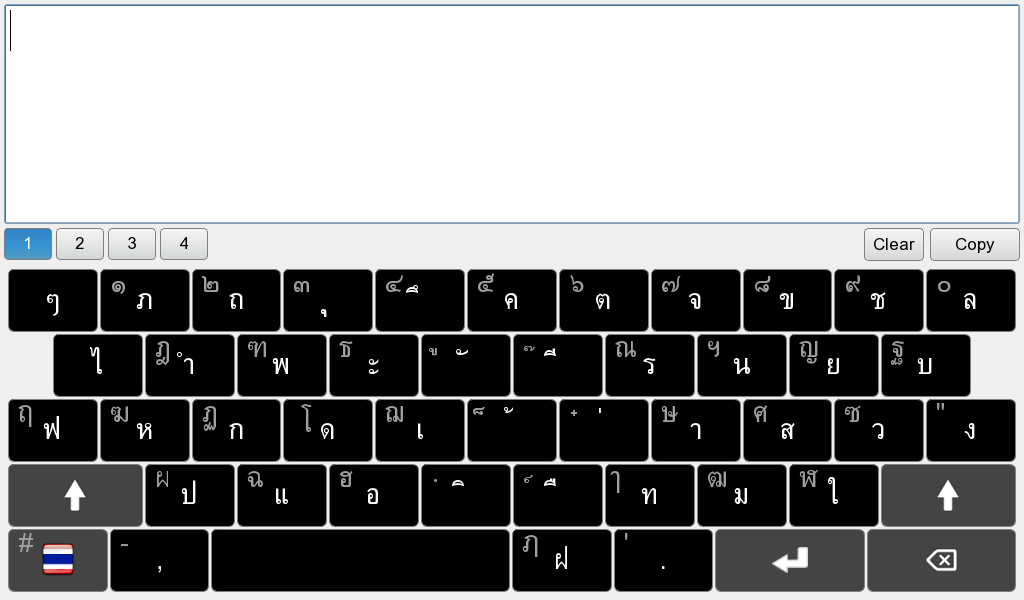 1 2 3 4 Clear Copy
ๆ ๑ ภ ๒ ถ ๓ ุ ๔ ึ ๕ ค ๖ ต ๗ จ ๘ ข ๙ ช ๐ ล
ไ ฎ ำ ฑ พ ธ ะ ู ั ๊ ี ณ ร ฯ น ญ ย ฐ บ
ฤ ฟ ฆ ห ฏ ก โ ด ฌ เ ็ ้ ๋ ่ ษ า ศ ส ซ ว " ง
ผ ป ฉ แ ฮ อ ฺ ิ ์ ื ๅ ท ฒ ม ฬ ใ
# - , ฦ ฝ ' .